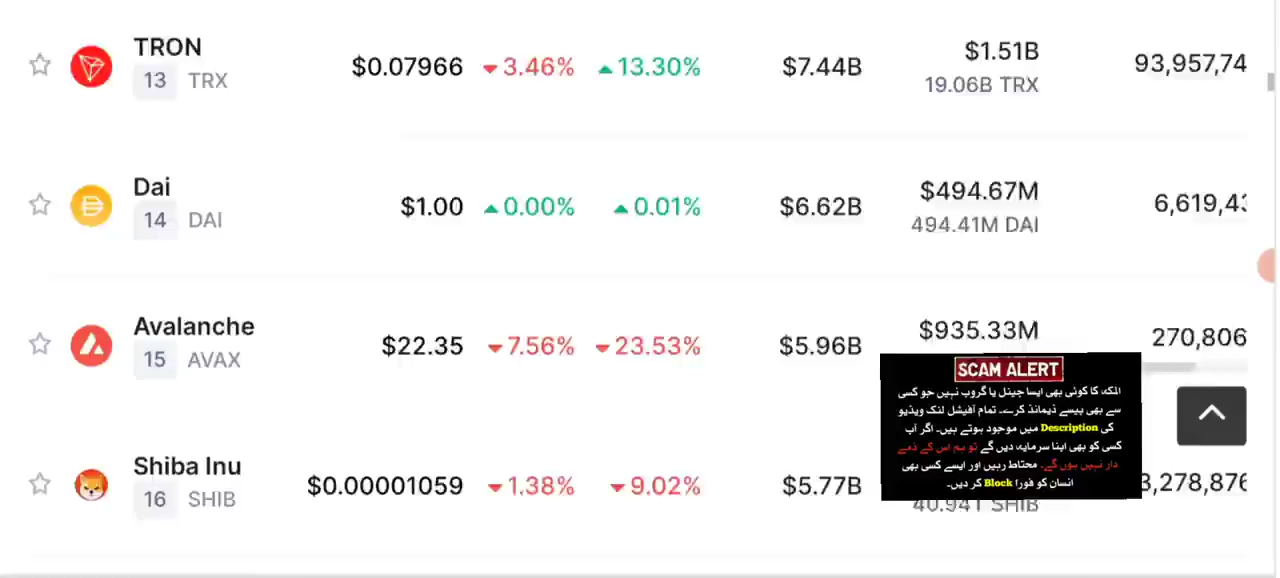 TRON
13 TRX
$0.07966 3.46% 13.30% $7.44B
$1.51B
19.06B TRX
93,957,74
Dai
14 DAI
$1.00 0.00% 0.01% $6.62B
$494.67M
494.41M DAI
6,619,43
Avalanche
15 AVAX
$22.35 7.56% 23.53% $5.96B
$935.33M
270,806
SCAM ALERT
کا کوئی بھی ایسا چینل یا گروپ نہیں جو کسی
سے بھی پیسے ڈیمانڈ کرے۔ تمام آفیشل لنک ویڈیو
کی Description میں موجود ہوتے ہیں۔ اگر آپ
کسی کو بھی اپنا سرمایہ دیں گے تو ہم اس کے ذمے
دار نہیں ہوں گے۔ محتاط رہیں اور ایسے کسی بھی
انسان کو فورا Block کر دیں۔
Shiba Inu
16 SHIB
$0.00001059 1.38% 9.02% $5.77B
40.94T SHIB
3,278,876